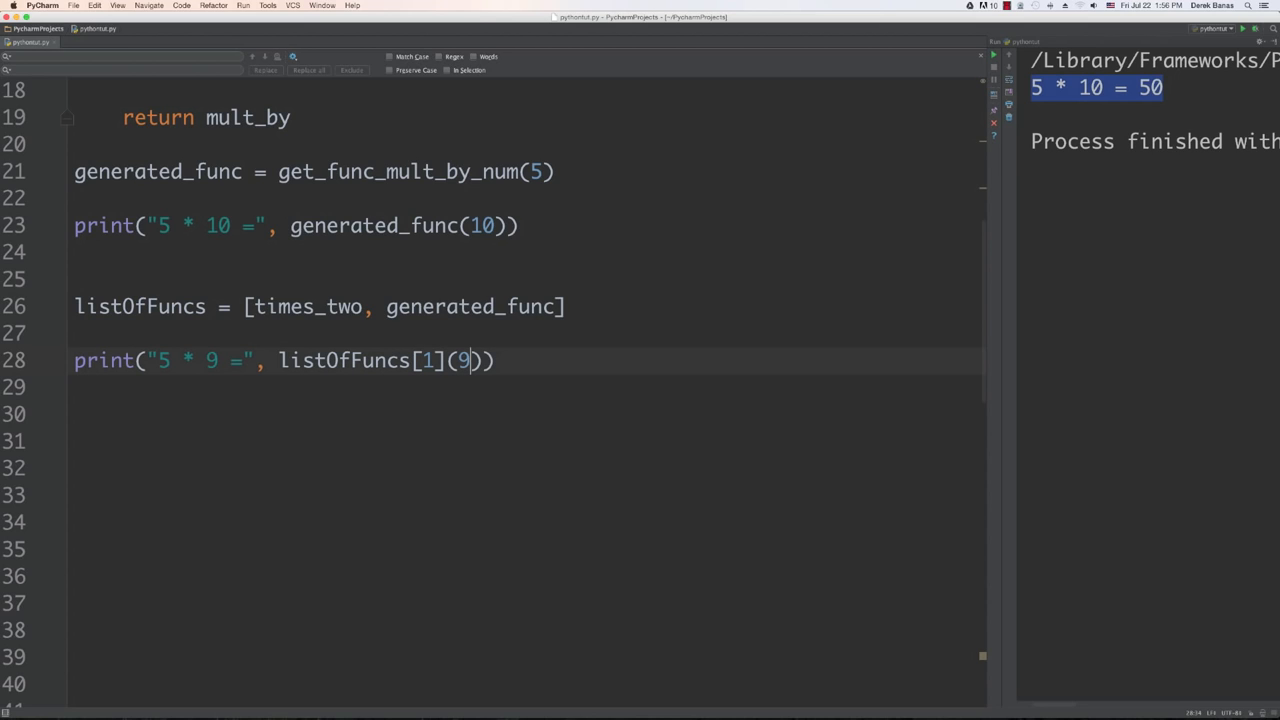 PyCharm File Edit View Navigate Code Refactor Run Tools VCS Window Help 10 Fri Jul 22 1:56 PM Derek Banas
pythontut.py - PycharmProjects - [~/PycharmProjects]
PycharmProjects pythontut.py pythontut
pythontut.py Run pythontut
Match Case Regex Words
Replace Replace all Exclude Preserve Case In Selection
/Library/Frameworks/P
5 * 10 = 50
Process finished with
18
19 return mult_by
20
21 generated_func = get_func_mult_by_num(5)
22
23 print("5 * 10 =", generated_func(10))
24
25
26 listOfFuncs = [times_two, generated_func]
27
28 print("5 * 9 =", listOfFuncs[1](9))
29
30
31
32
33
34
35
36
37
38
39
40
28:54 LF÷ UTF-8÷